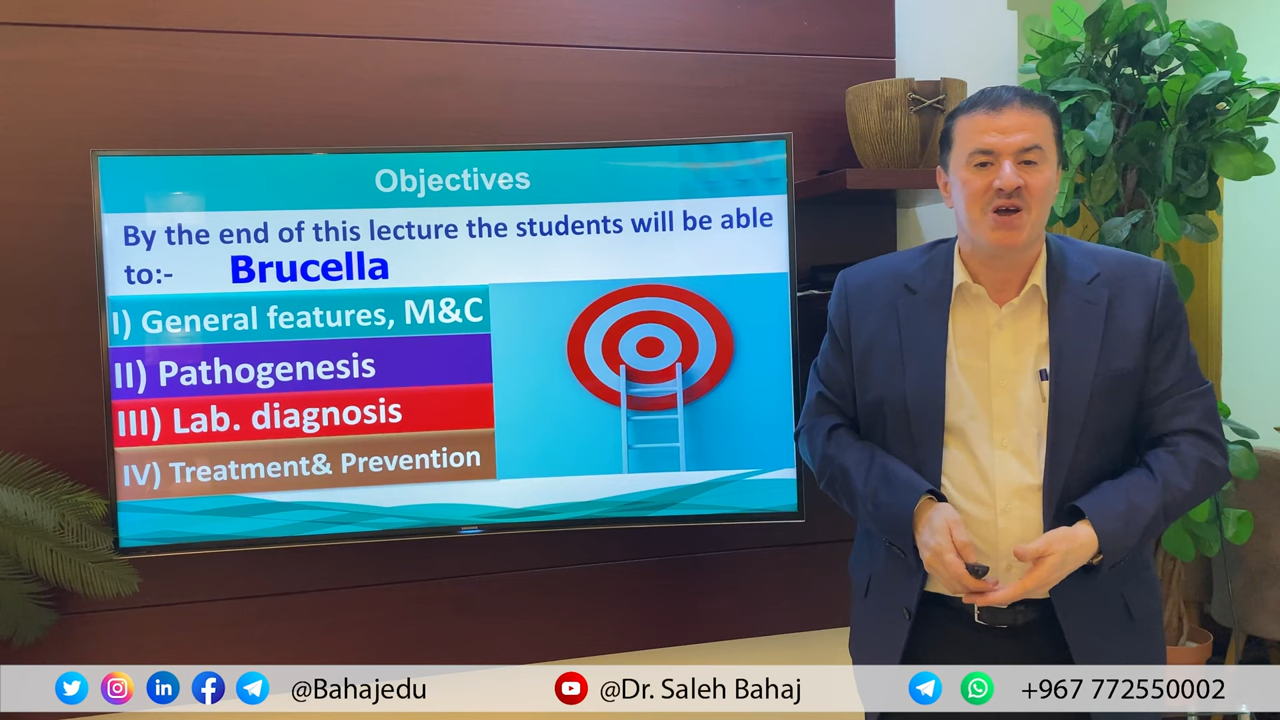 Objectives
By the end of this lecture the students will be able
to:- Brucella
I) General features, M&C
II) Pathogenesis
III) Lab. diagnosis
IV) Treatment& Prevention
@Bahajedu @Dr. Saleh Bahaj +967 772550002